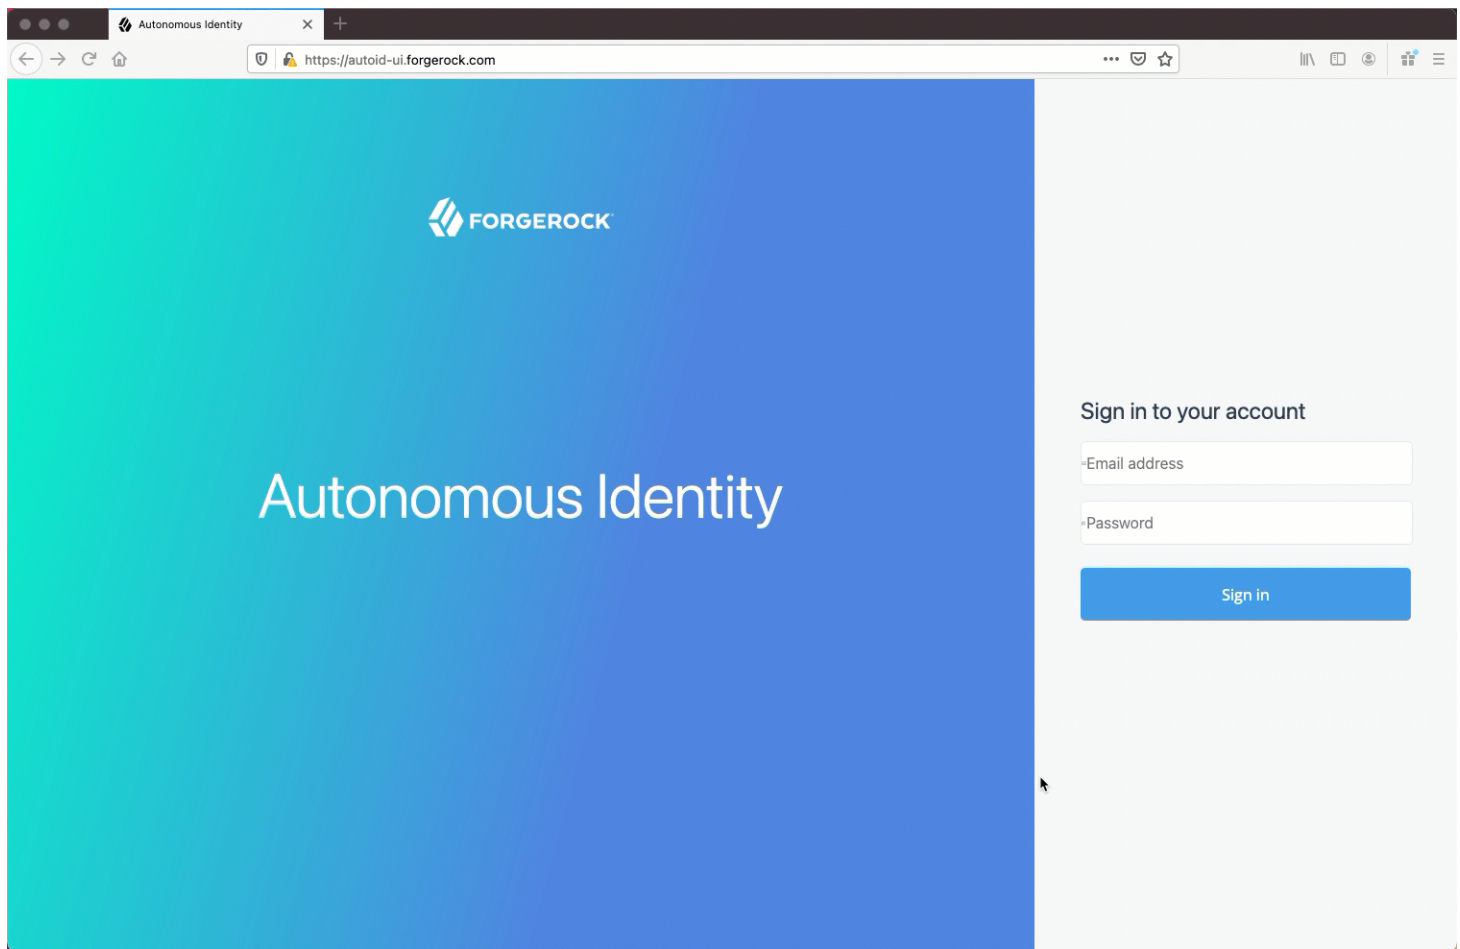 Autonomous Identity
https://autoid-ui.forgerock.com
FORGEROCK
Autonomous Identity
Sign in to your account
Email address
Password
Sign in